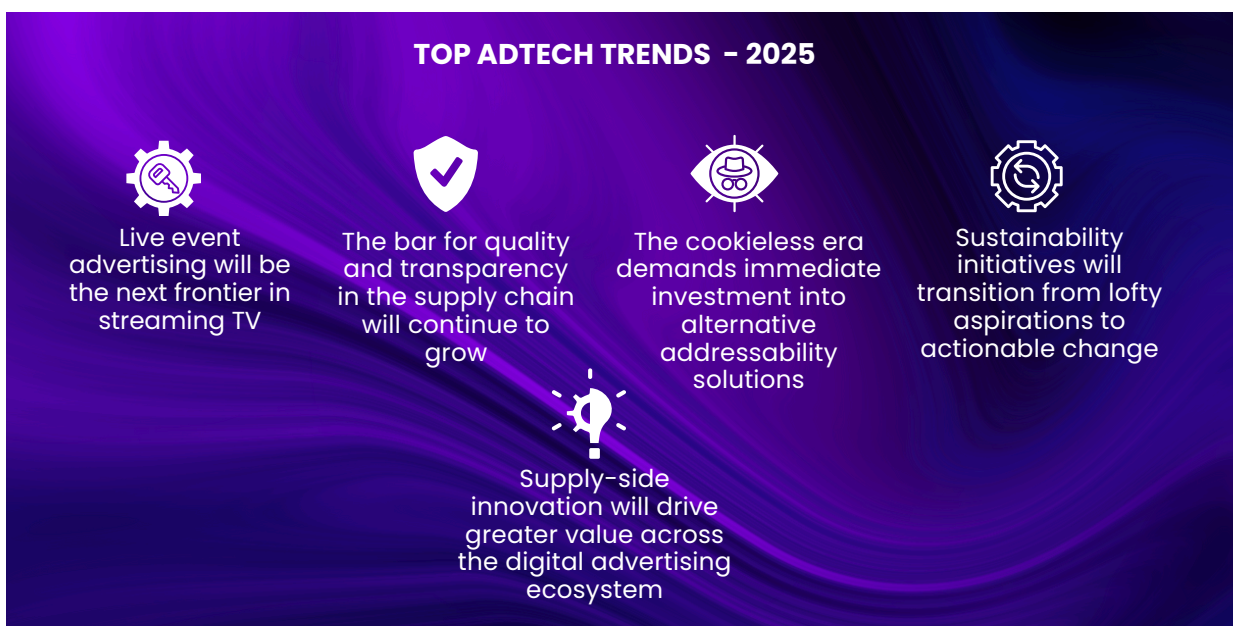 TOP ADTECH TRENDS - 2025
Live event
advertising will be
the next frontier in
streaming TV
The bar for quality
and transparency
in the supply chain
will continue to
grow
The cookieless era
demands immediate
investment into
alternative
addressability
solutions
Sustainability
initiatives will
transition from lofty
aspirations to
actionable change
Supply-side
innovation will drive
greater value across
the digital advertising
ecosystem